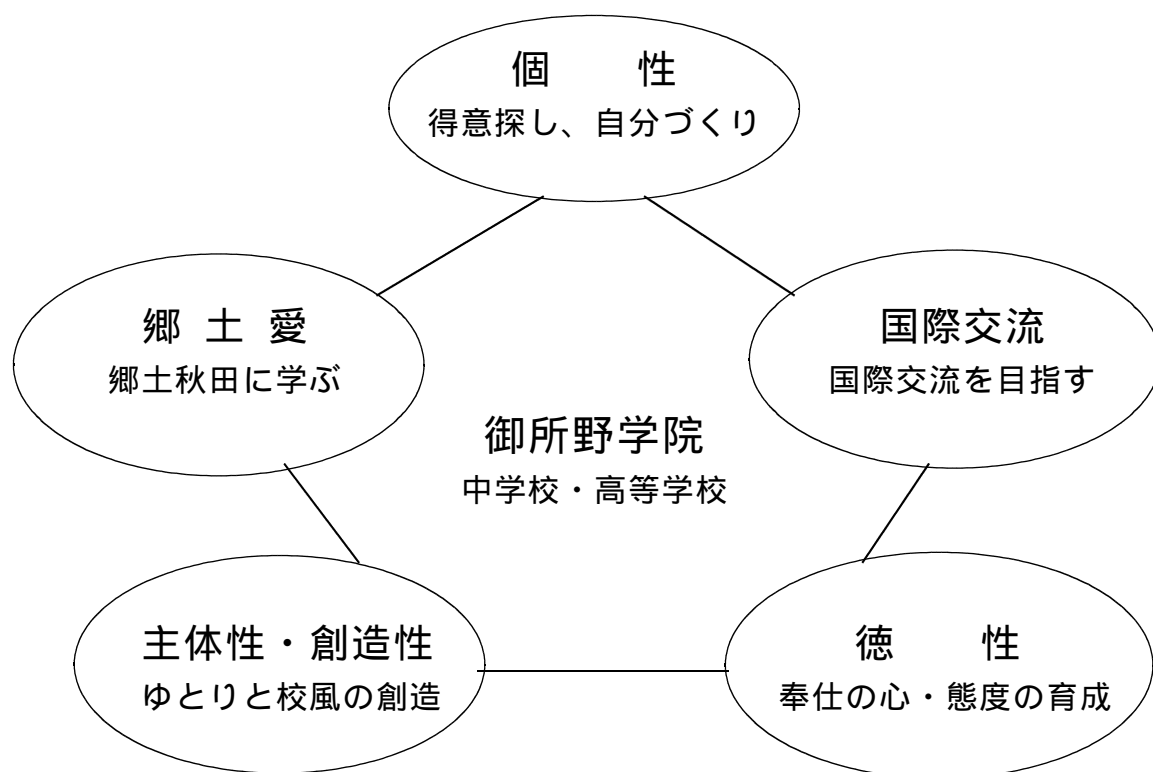 個　　性
得意探し、自分づくり
郷 土 愛
郷土秋田に学ぶ
国際交流
国際交流を目指す
御所野学院
中学校・高等学校
主体性・創造性
ゆとりと校風の創造
徳　　性
奉仕の心・態度の育成